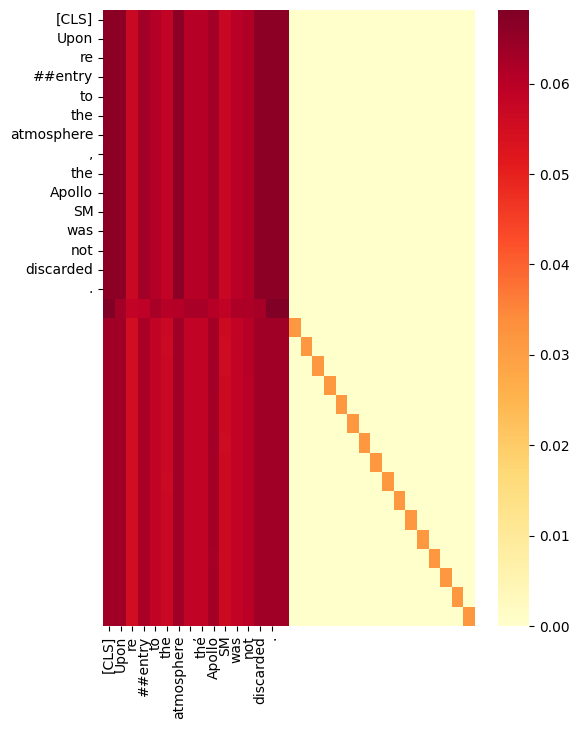 [CLS]
Upon
re
##entry
to
the
atmosphere
,
the
Apollo
SM
was
not
discarded
.
0.06
0.05
0.04
0.03
0.02
0.01
0.00
[CLS]
Upon
re
##entry
to
the
atmosphere
,
the
Apollo
SM
was
not
discarded
.